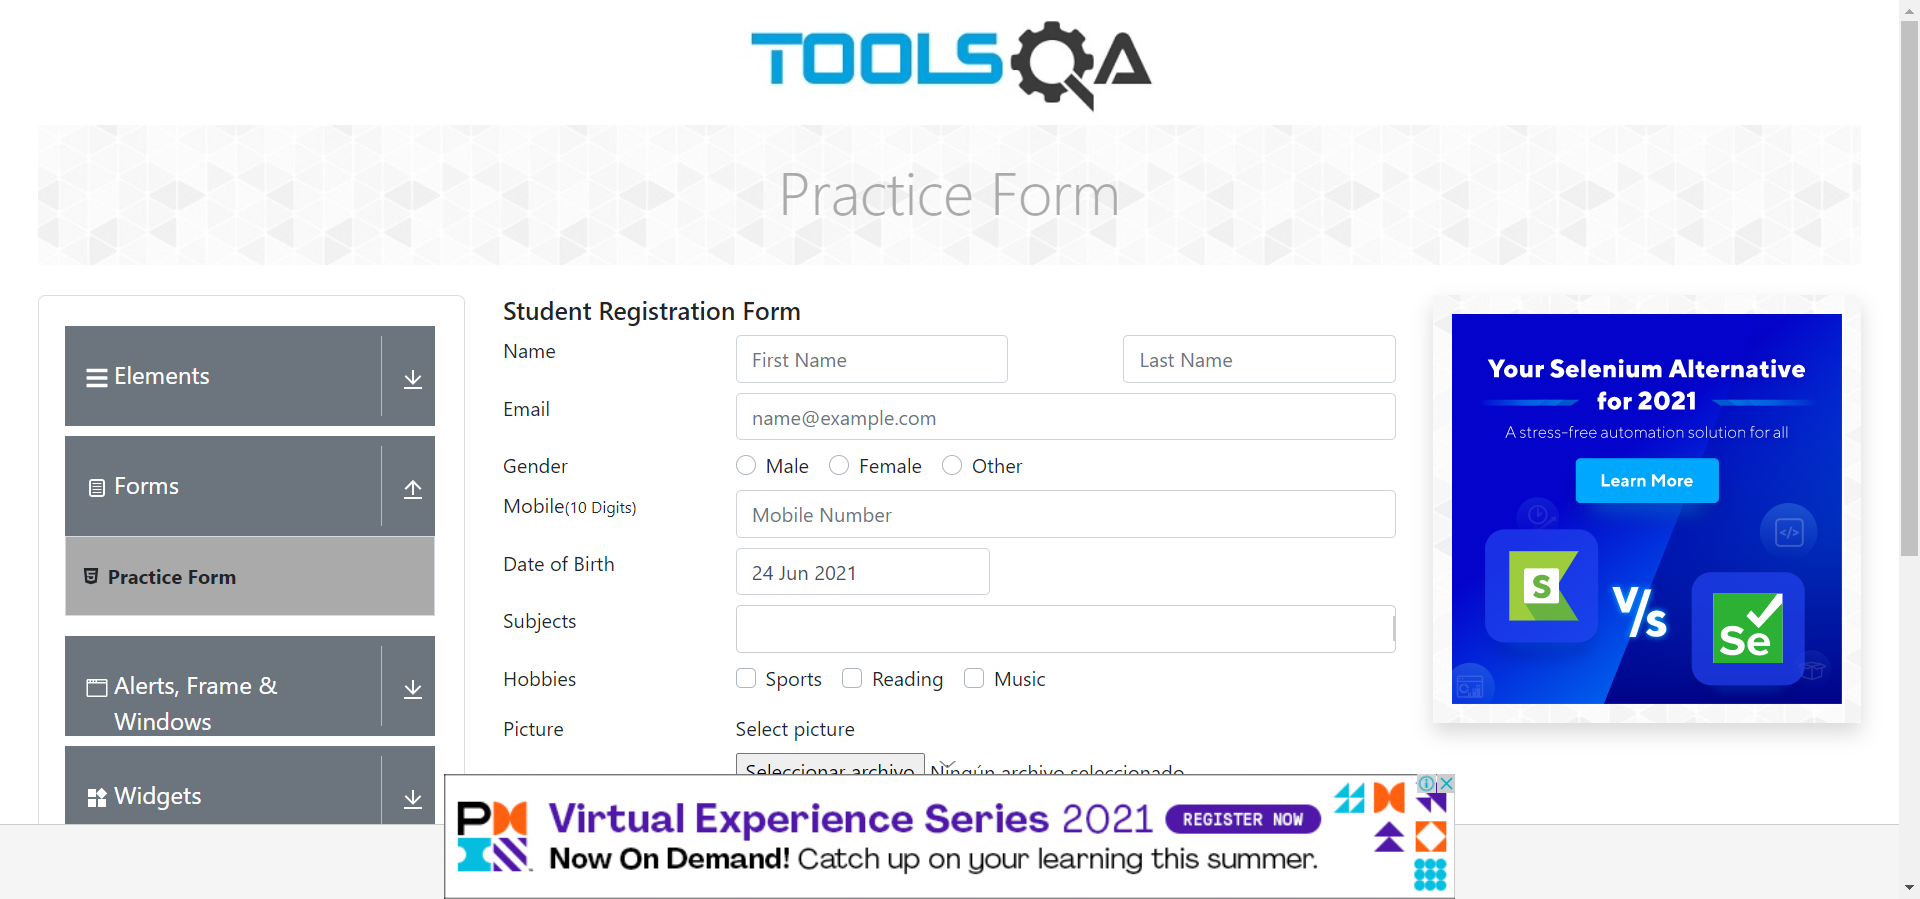 TOOLSQA
Practice Form
Elements
Forms
Practice Form
Alerts, Frame &
Windows
Widgets
Student Registration Form
Name
First Name
Last Name
Email
name@example.com
Gender
Male
Female
Other
Mobile(10 Digits)
Mobile Number
Date of Birth
24 Jun 2021
Subjects
Hobbies
Sports
Reading
Music
Picture
Select picture
Seleccionar archivo
Ningún archivo seleccionado
Your Selenium Alternative
for 2021
A stress-free automation solution for all
Learn More
S
V/s
Se
</>
PMXN
Virtual Experience Series 2021
REGISTER NOW
Now On Demand! Catch up on your learning this summer.